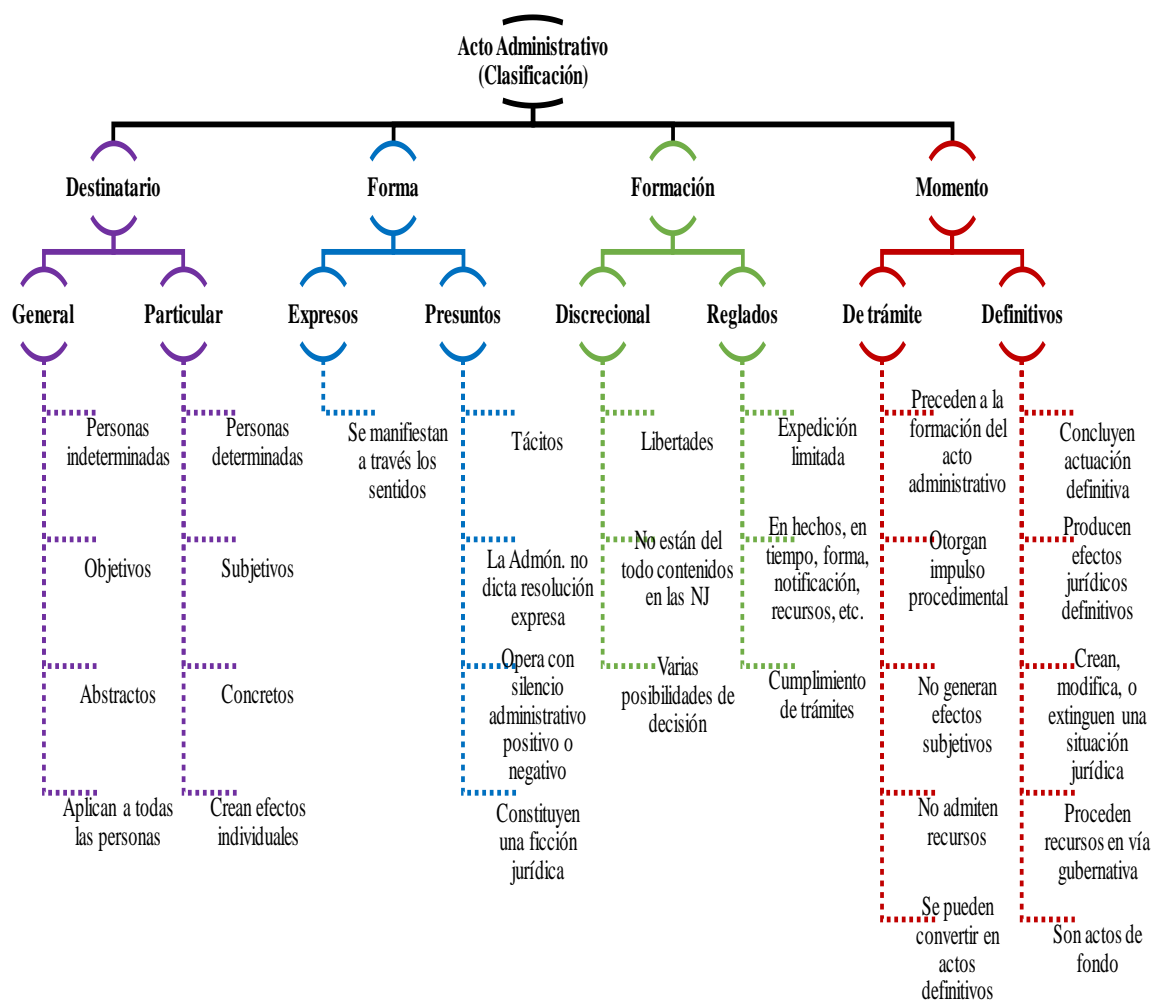 Acto Administrativo
(Clasificación)
Destinatario
Forma
Formación
Momento
General
Particular
Expresos
Presuntos
Discrecional
Reglados
De trámite
Definitivos
Personas
indeterminadas
Objetivos
Abstractos
Aplican a todas
las personas
Personas
determinadas
Subjetivos
Concretos
Crean efectos
individuales
Se manifiestan
a través los
sentidos
Tácitos
La Admón. no
dicta resolución
expresa
Opera con
silencio
administrativo
positivo o
negativo
Constituyen
una ficción
jurídica
Libertades
No están del
todo contenidos
en las NJ
Varias
posibilidades de
decisión
Expedición
limitada
En hechos, en
tiempo, forma,
notificación,
recursos, etc.
Cumplimiento
de trámites
Preceden a la
formación del
acto
administrativo
Otorgan
impulso
procedimental
No generan
efectos
subjetivos
No admiten
recursos
Se pueden
convertir en
actos
definitivos
Concluyen
actuación
definitiva
Producen
efectos
jurídicos
definitivos
Crean,
modifica, o
extinguen una
situación
jurídica
Proceden
recursos en vía
gubernativa
Son actos de
fondo